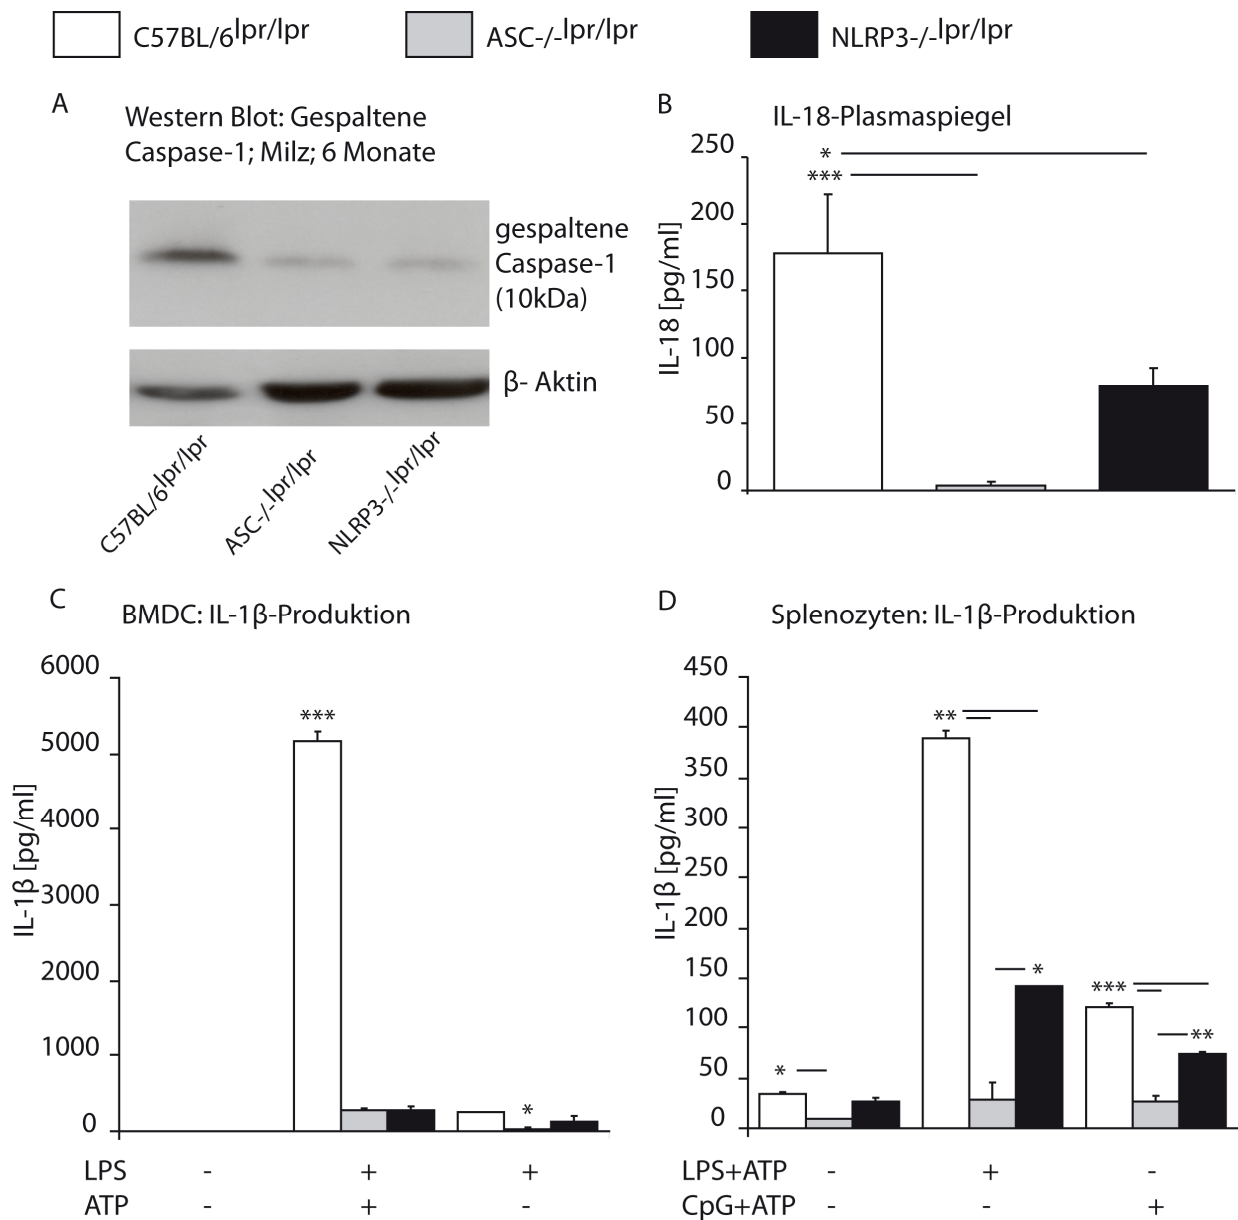 C57BL/6lpr/lpr ASC-/-lpr/lpr NLRP3-/-lpr/lpr
A
Western Blot: Gespaltene
Caspase-1; Milz; 6 Monate
gespaltene
Caspase-1
(10kDa)
β- Aktin
C57BL/6lpr/lpr
ASC-/-lpr/lpr
NLRP3-/-lpr/lpr
B
IL-18-Plasmaspiegel
IL-18 [pg/ml]
250
200
150
100
50
0
*
***
C
BMDC: IL-1β-Produktion
IL-1β [pg/ml]
6000
5000
4000
3000
2000
1000
0
***
*
LPS - + +
ATP - + -
D
Splenozyten: IL-1β-Produktion
IL-1β [pg/ml]
450
400
350
300
250
200
150
100
50
0
*
**
*
***
**
LPS+ATP - + -
CpG+ATP - - +